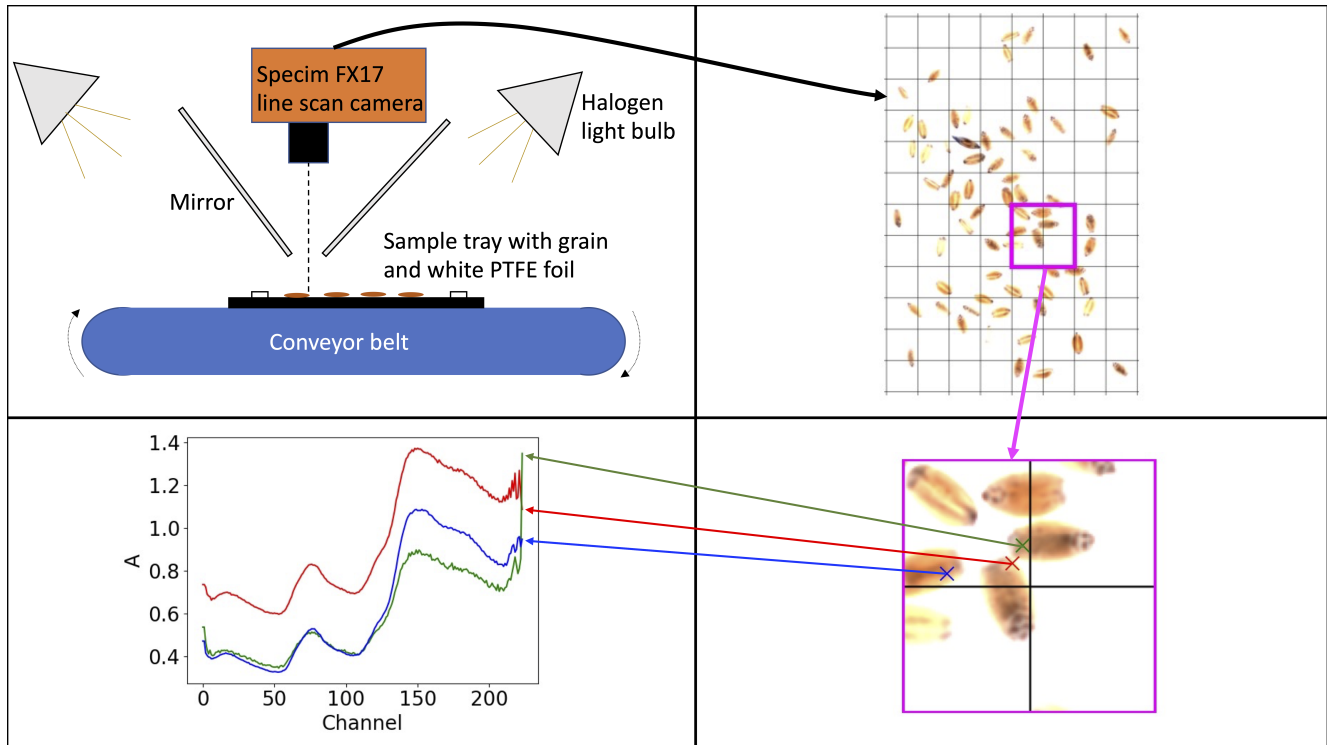 Specim FX17
line scan camera
Halogen
light bulb
Mirror
Sample tray with grain
and white PTFE foil
Conveyor belt
1.4
1.2
1.0
0.8
0.6
0.4
A
0
50
100
150
200
Channel